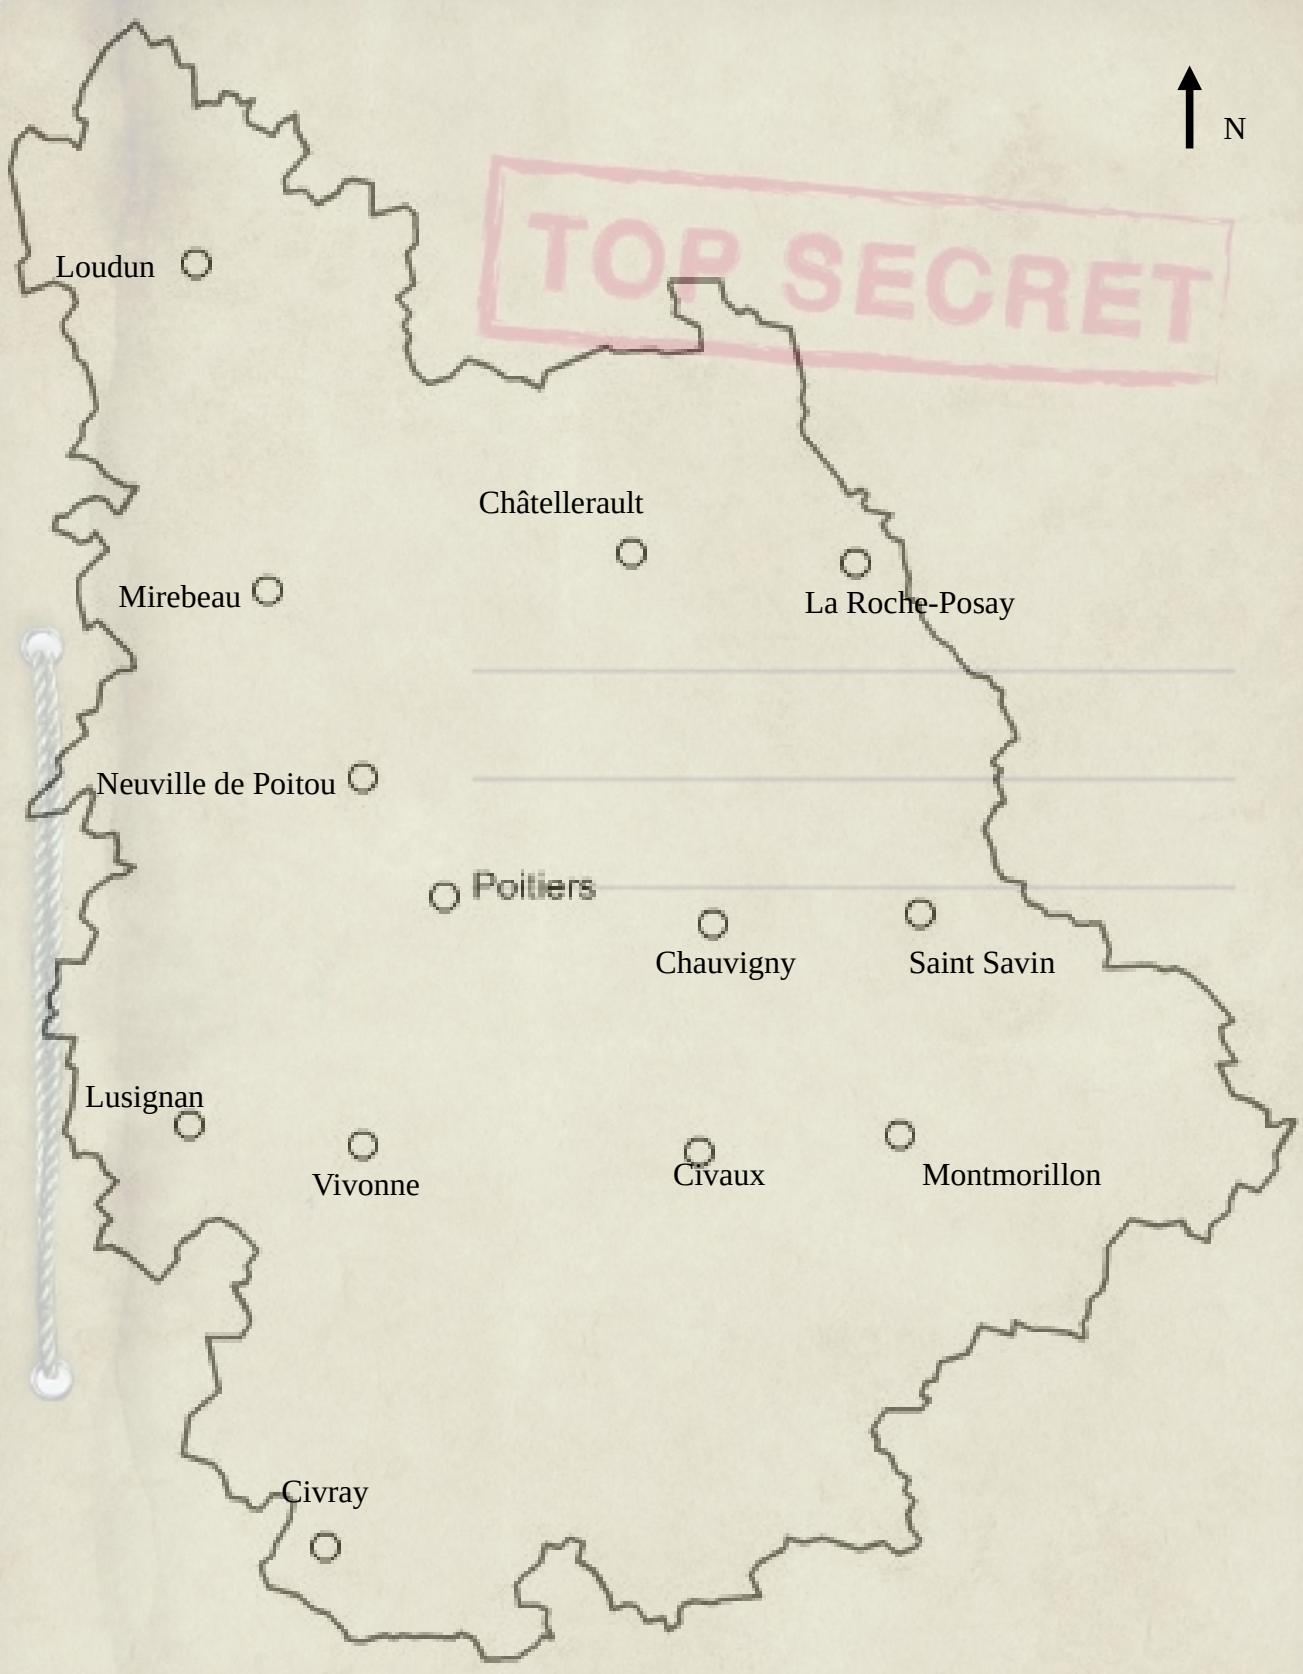 N
TOP SECRET
Loudun
Châtellerault
Mirebeau
La Roche-Posay
Neuville de Poitou
Poitiers
Chauvigny
Saint Savin
Lusignan
Vivonne
Civaux
Montmorillon
Civray